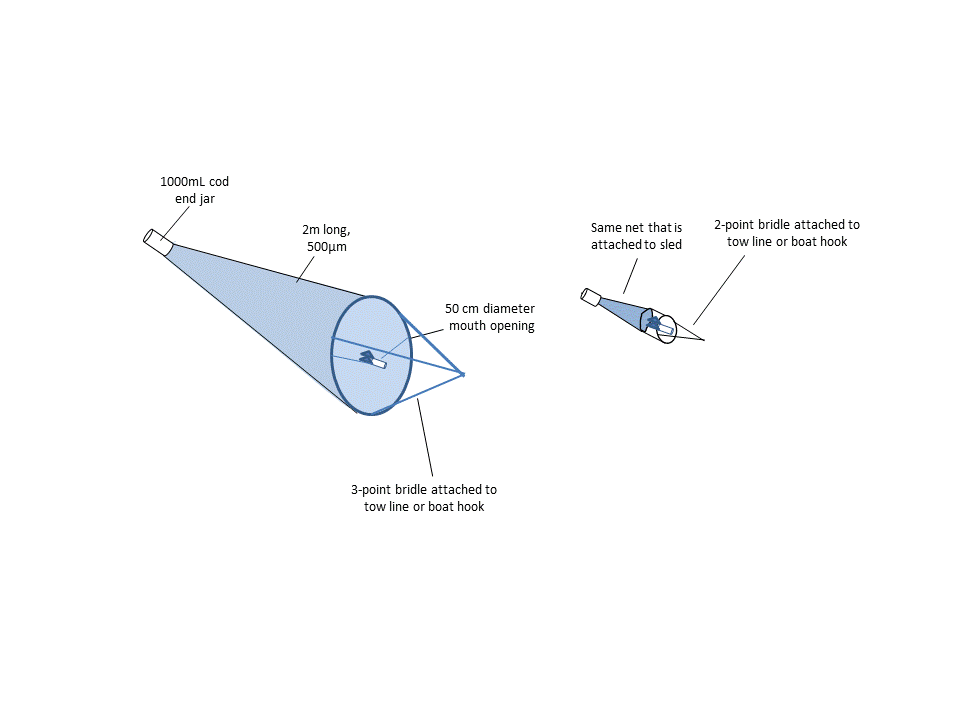 1000mL cod
end jar
2m long,
500µm
50 cm diameter
mouth opening
3-point bridle attached to
tow line or boat hook
Same net that is
attached to sled
2-point bridle attached to
tow line or boat hook